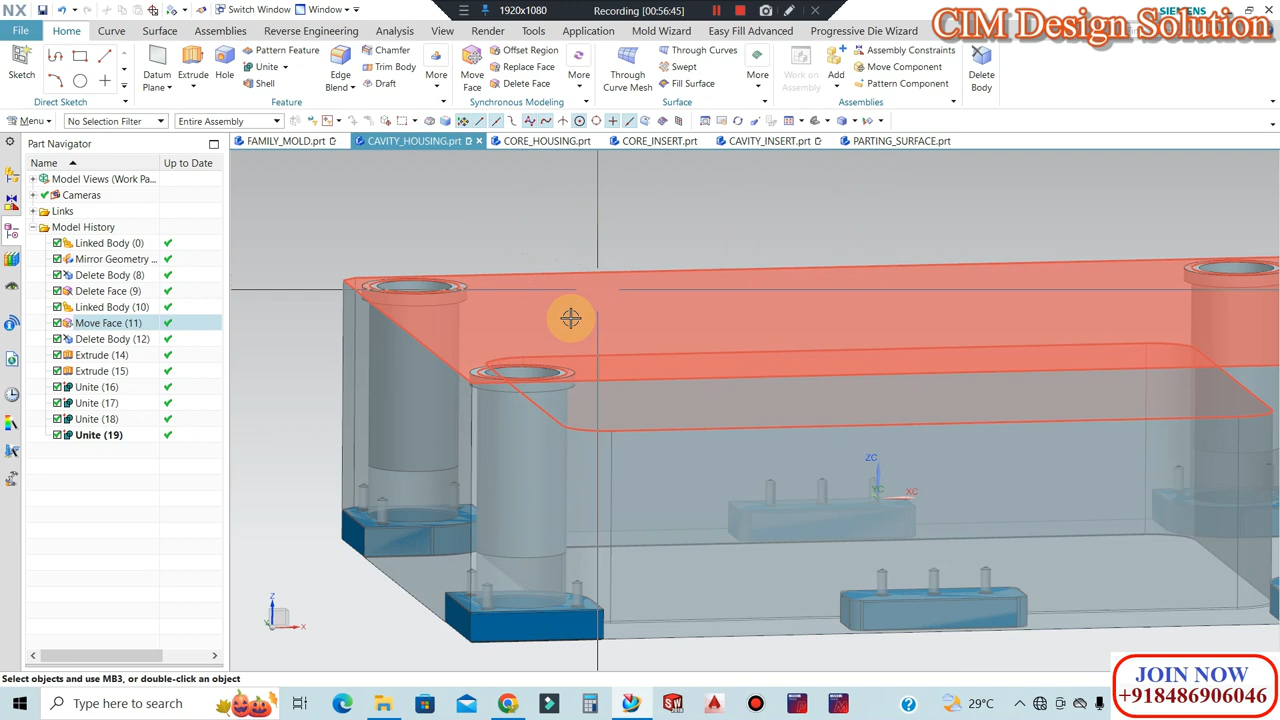 NX Switch Window Window 1920x1080 Recording [00:56:45] SIEMENS
CIM Design Solution
File Home Curve Surface Assemblies Reverse Engineering Analysis View Render Tools Application Mold Wizard Easy Fill Advanced Progressive Die Wizard
Pattern Feature Chamfer Offset Region Through Curves Assembly Constraints
Sketch Datum Plane Extrude Hole Unite Edge Blend Trim Body More Move Face Replace Face More Through Curve Mesh Swept More Work on Assembly Add Move Component Delete Body
Shell Draft Delete Face Fill Surface Pattern Component
Direct Sketch Feature Synchronous Modeling Surface Assemblies
Menu No Selection Filter Entire Assembly
Part Navigator FAMILY_MOLD.prt CAVITY_HOUSING.prt CORE_HOUSING.prt CORE_INSERT.prt CAVITY_INSERT.prt PARTING_SURFACE.prt
Name Up to Date
Model Views (Work Pa...
Cameras
Links
Model History
Linked Body (0)
Mirror Geometry ...
Delete Body (8)
Delete Face (9)
Linked Body (10)
Move Face (11)
Delete Body (12)
Extrude (14)
Extrude (15)
Unite (16)
Unite (17)
Unite (18)
Unite (19)
ZC
YC XC
Z
Y X
Select objects and use MB3, or double-click an object
JOIN NOW
+918486906046
Type here to search 29°C